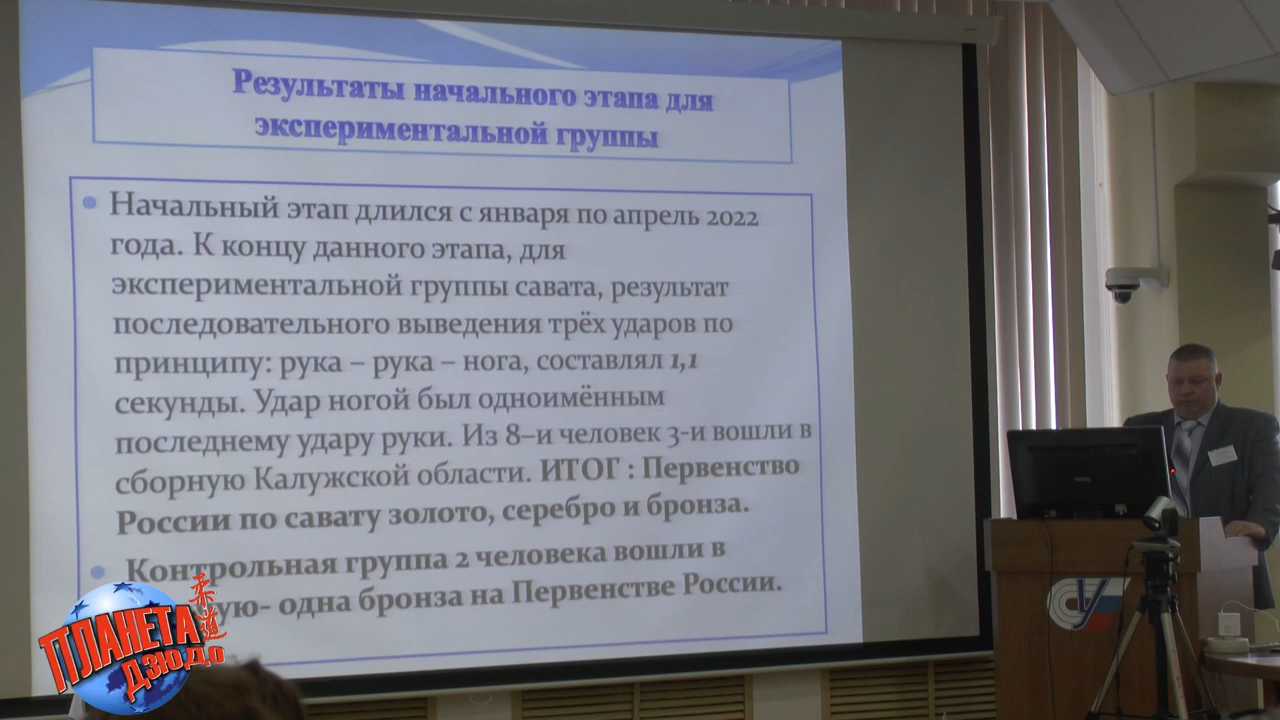 Результаты начального этапа для
экспериментальной группы
Начальный этап длился с января по апрель 2022
года. К концу данного этапа, для
экспериментальной группы савата, результат
последовательного выведения трёх ударов по
принципу: рука – рука – нога, составлял 1,1
секунды. Удар ногой был одноимённым
последнему удару руки. Из 8–и человек 3-и вошли в
сборную Калужской области. ИТОГ : Первенство
России по савату золото, серебро и бронза.
Контрольная группа 2 человека вошли в
одна бронза на Первенстве России.
ПЛАНЕТА
ДЗЮДО
柔道